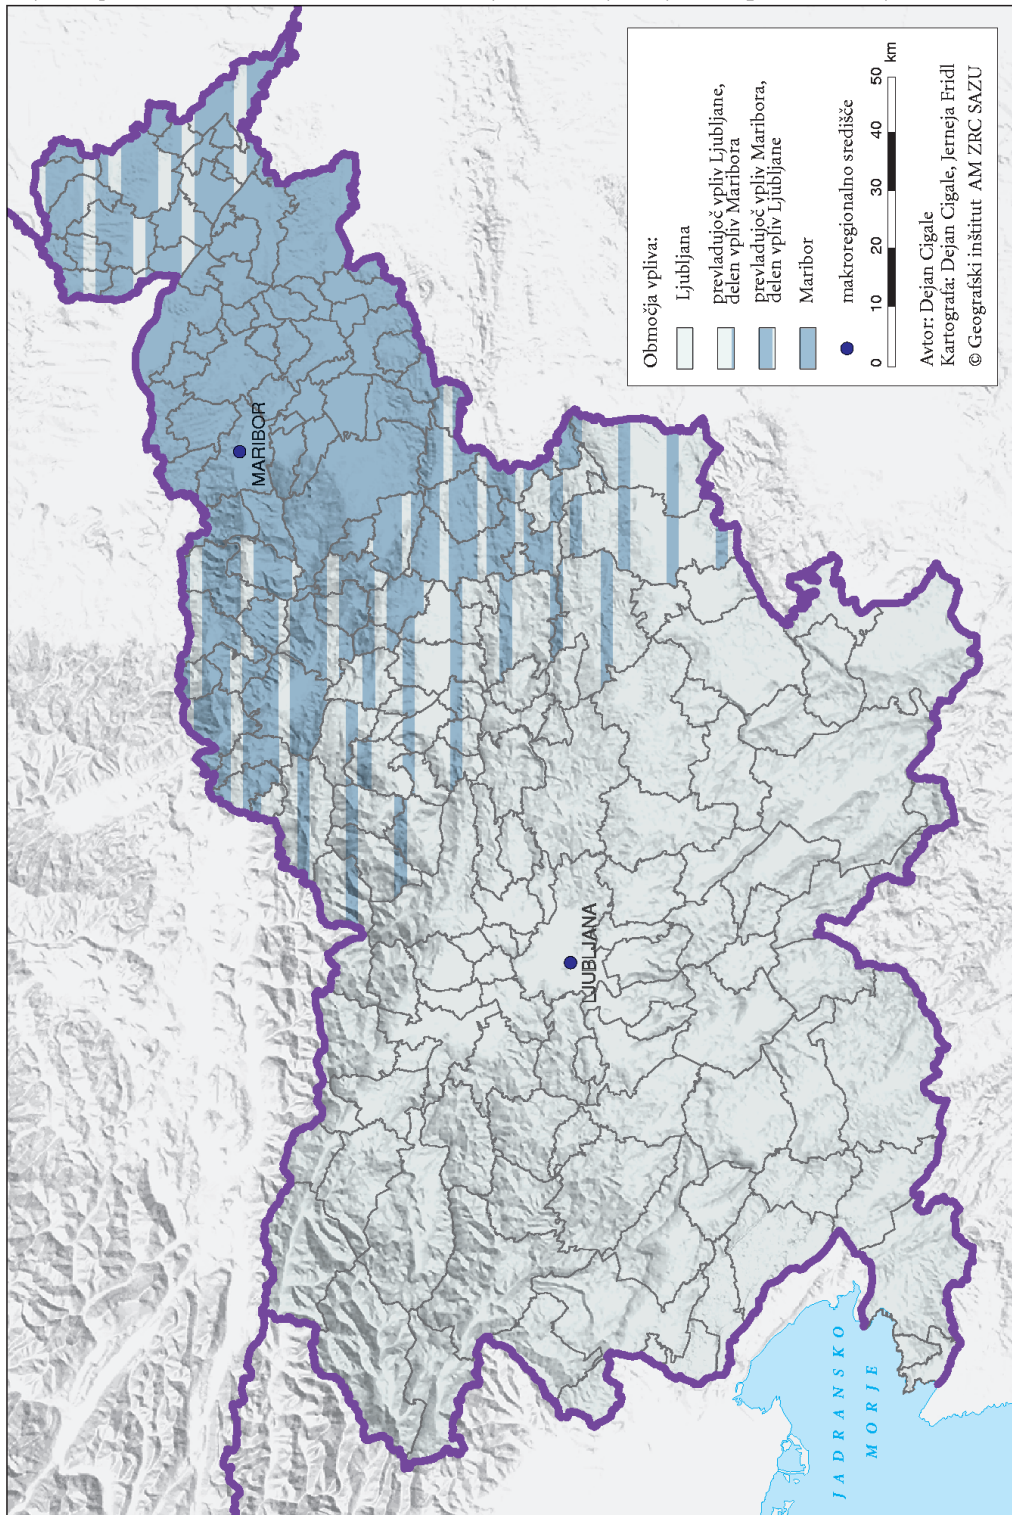 MARIBOR
LJUBLJANA
JADRANSKO
MORJE
Območja vpliva:
Ljubljana
prevladujoč vpliv Ljubljane,
delen vpliv Maribora
prevladujoč vpliv Maribora,
delen vpliv Ljubljane
Maribor
makroregionalno središče
0 10 20 30 40 50 km
Avtor: Dejan Cigale
Kartografa: Dejan Cigale, Jerneja Fridl
© Geografski inštitut AM ZRC SAZU